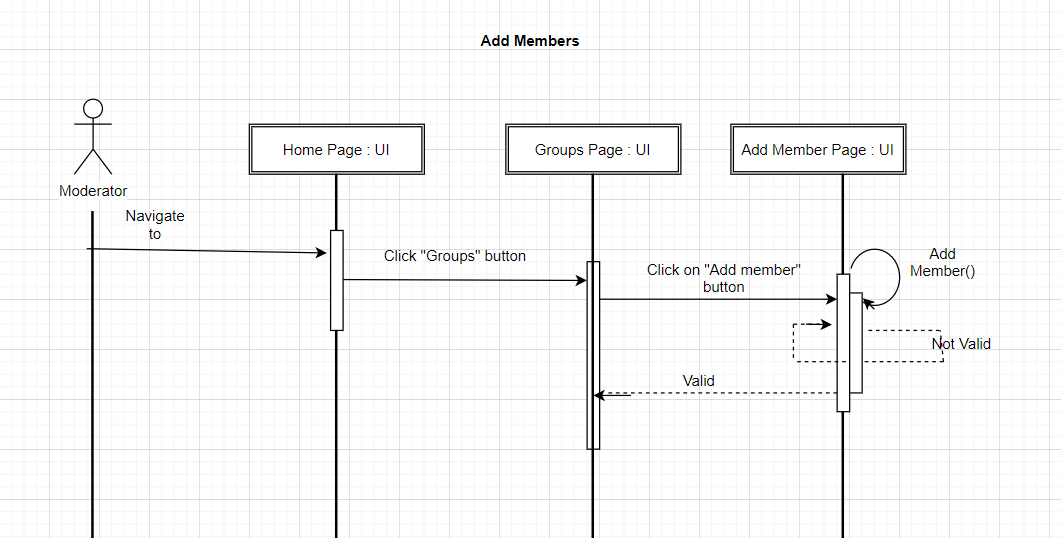 Add Members
Home Page : UI
Groups Page : UI
Add Member Page : UI
Moderator
Navigate
to
Click "Groups" button
Click on "Add member"
button
Add
Member()
Not Valid
Valid